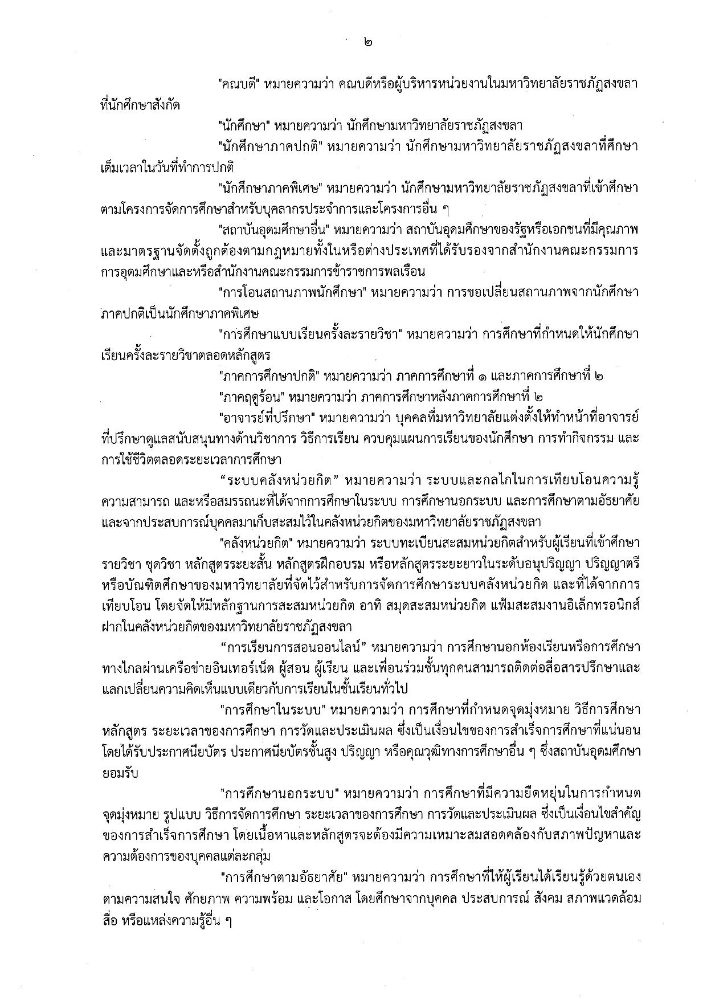 ๒
"คณบดี" หมายความว่า คณบดีหรือผู้บริหารหน่วยงานในมหาวิทยาลัยราชภัฏสงขลา
ที่นักศึกษาสังกัด
"นักศึกษา" หมายความว่า นักศึกษามหาวิทยาลัยราชภัฏสงขลา
"นักศึกษาภาคปกติ" หมายความว่า นักศึกษามหาวิทยาลัยราชภัฏสงขลาที่ศึกษา
เต็มเวลาในวันที่ทำการปกติ
"นักศึกษาภาคพิเศษ" หมายความว่า นักศึกษามหาวิทยาลัยราชภัฏสงขลาที่เข้าศึกษา
ตามโครงการจัดการศึกษาสำหรับบุคลากรประจำการและโครงการอื่น ๆ
"สถาบันอุดมศึกษาอื่น" หมายความว่า สถาบันอุดมศึกษาของรัฐหรือเอกชนที่มีคุณภาพ
และมาตรฐานจัดตั้งถูกต้องตามกฎหมายทั้งในหรือต่างประเทศที่ได้รับรองจากสำนักงานคณะกรรมการ
การอุดมศึกษาและหรือสำนักงานคณะกรรมการข้าราชการพลเรือน
"การโอนสถานภาพนักศึกษา" หมายความว่า การขอเปลี่ยนสถานภาพจากนักศึกษา
ภาคปกติเป็นนักศึกษาภาคพิเศษ
"การศึกษาแบบเรียนครั้งละรายวิชา" หมายความว่า การศึกษาที่กำหนดให้นักศึกษา
เรียนครั้งละรายวิชาตลอดหลักสูตร
"ภาคการศึกษาปกติ" หมายความว่า ภาคการศึกษาที่ ๑ และภาคการศึกษาที่ ๒
"ภาคฤดูร้อน" หมายความว่า ภาคการศึกษาหลังภาคการศึกษาที่ ๒
"อาจารย์ที่ปรึกษา" หมายความว่า บุคคลที่มหาวิทยาลัยแต่งตั้งให้ทำหน้าที่อาจารย์
ที่ปรึกษาดูแลสนับสนุนทางด้านวิชาการ วิธีการเรียน ควบคุมแผนการเรียนของนักศึกษา การทำกิจกรรม และ
การใช้ชีวิตตลอดระยะเวลาการศึกษา
“ระบบคลังหน่วยกิต” หมายความว่า ระบบและกลไกในการเทียบโอนความรู้
ความสามารถ และหรือสมรรถนะที่ได้จากการศึกษาในระบบ การศึกษานอกระบบ และการศึกษาตามอัธยาศัย
และจากประสบการณ์บุคคลมาเก็บสะสมไว้ในคลังหน่วยกิตของมหาวิทยาลัยราชภัฏสงขลา
"คลังหน่วยกิต" หมายความว่า ระบบทะเบียนสะสมหน่วยกิตสำหรับผู้เรียนที่เข้าศึกษา
รายวิชา ชุดวิชา หลักสูตรระยะสั้น หลักสูตรฝึกอบรม หรือหลักสูตรระยะยาวในระดับอนุปริญญา ปริญญาตรี
หรือบัณฑิตศึกษาของมหาวิทยาลัยที่จัดไว้สำหรับการจัดการศึกษาระบบคลังหน่วยกิต และที่ได้จากการ
เทียบโอน โดยจัดให้มีหลักฐานการสะสมหน่วยกิต อาทิ สมุดสะสมหน่วยกิต แฟ้มสะสมงานอิเล็กทรอนิกส์
ฝากในคลังหน่วยกิตของมหาวิทยาลัยราชภัฏสงขลา
“การเรียนการสอนออนไลน์” หมายความว่า การศึกษานอกห้องเรียนหรือการศึกษา
ทางไกลผ่านเครือข่ายอินเทอร์เน็ต ผู้สอน ผู้เรียน และเพื่อนร่วมชั้นทุกคนสามารถติดต่อสื่อสารปรึกษาและ
แลกเปลี่ยนความคิดเห็นแบบเดียวกับการเรียนในชั้นเรียนทั่วไป
"การศึกษาในระบบ" หมายความว่า การศึกษาที่กำหนดจุดมุ่งหมาย วิธีการศึกษา
หลักสูตร ระยะเวลาของการศึกษา การวัดและประเมินผล ซึ่งเป็นเงื่อนไขของการสำเร็จการศึกษาที่แน่นอน
โดยได้รับประกาศนียบัตร ประกาศนียบัตรชั้นสูง ปริญญา หรือคุณวุฒิทางการศึกษาอื่น ๆ ซึ่งสถาบันอุดมศึกษา
ยอมรับ
"การศึกษานอกระบบ" หมายความว่า การศึกษาที่มีความยืดหยุ่นในการกำหนด
จุดมุ่งหมาย รูปแบบ วิธีการจัดการศึกษา ระยะเวลาของการศึกษา การวัดและประเมินผล ซึ่งเป็นเงื่อนไขสำคัญ
ของการสำเร็จการศึกษา โดยเนื้อหาและหลักสูตรจะต้องมีความเหมาะสมสอดคล้องกับสภาพปัญหาและ
ความต้องการของบุคคลแต่ละกลุ่ม
"การศึกษาตามอัธยาศัย" หมายความว่า การศึกษาที่ให้ผู้เรียนได้เรียนรู้ด้วยตนเอง
ตามความสนใจ ศักยภาพ ความพร้อม และโอกาส โดยศึกษาจากบุคคล ประสบการณ์ สังคม สภาพแวดล้อม
สื่อ หรือแหล่งความรู้อื่น ๆ